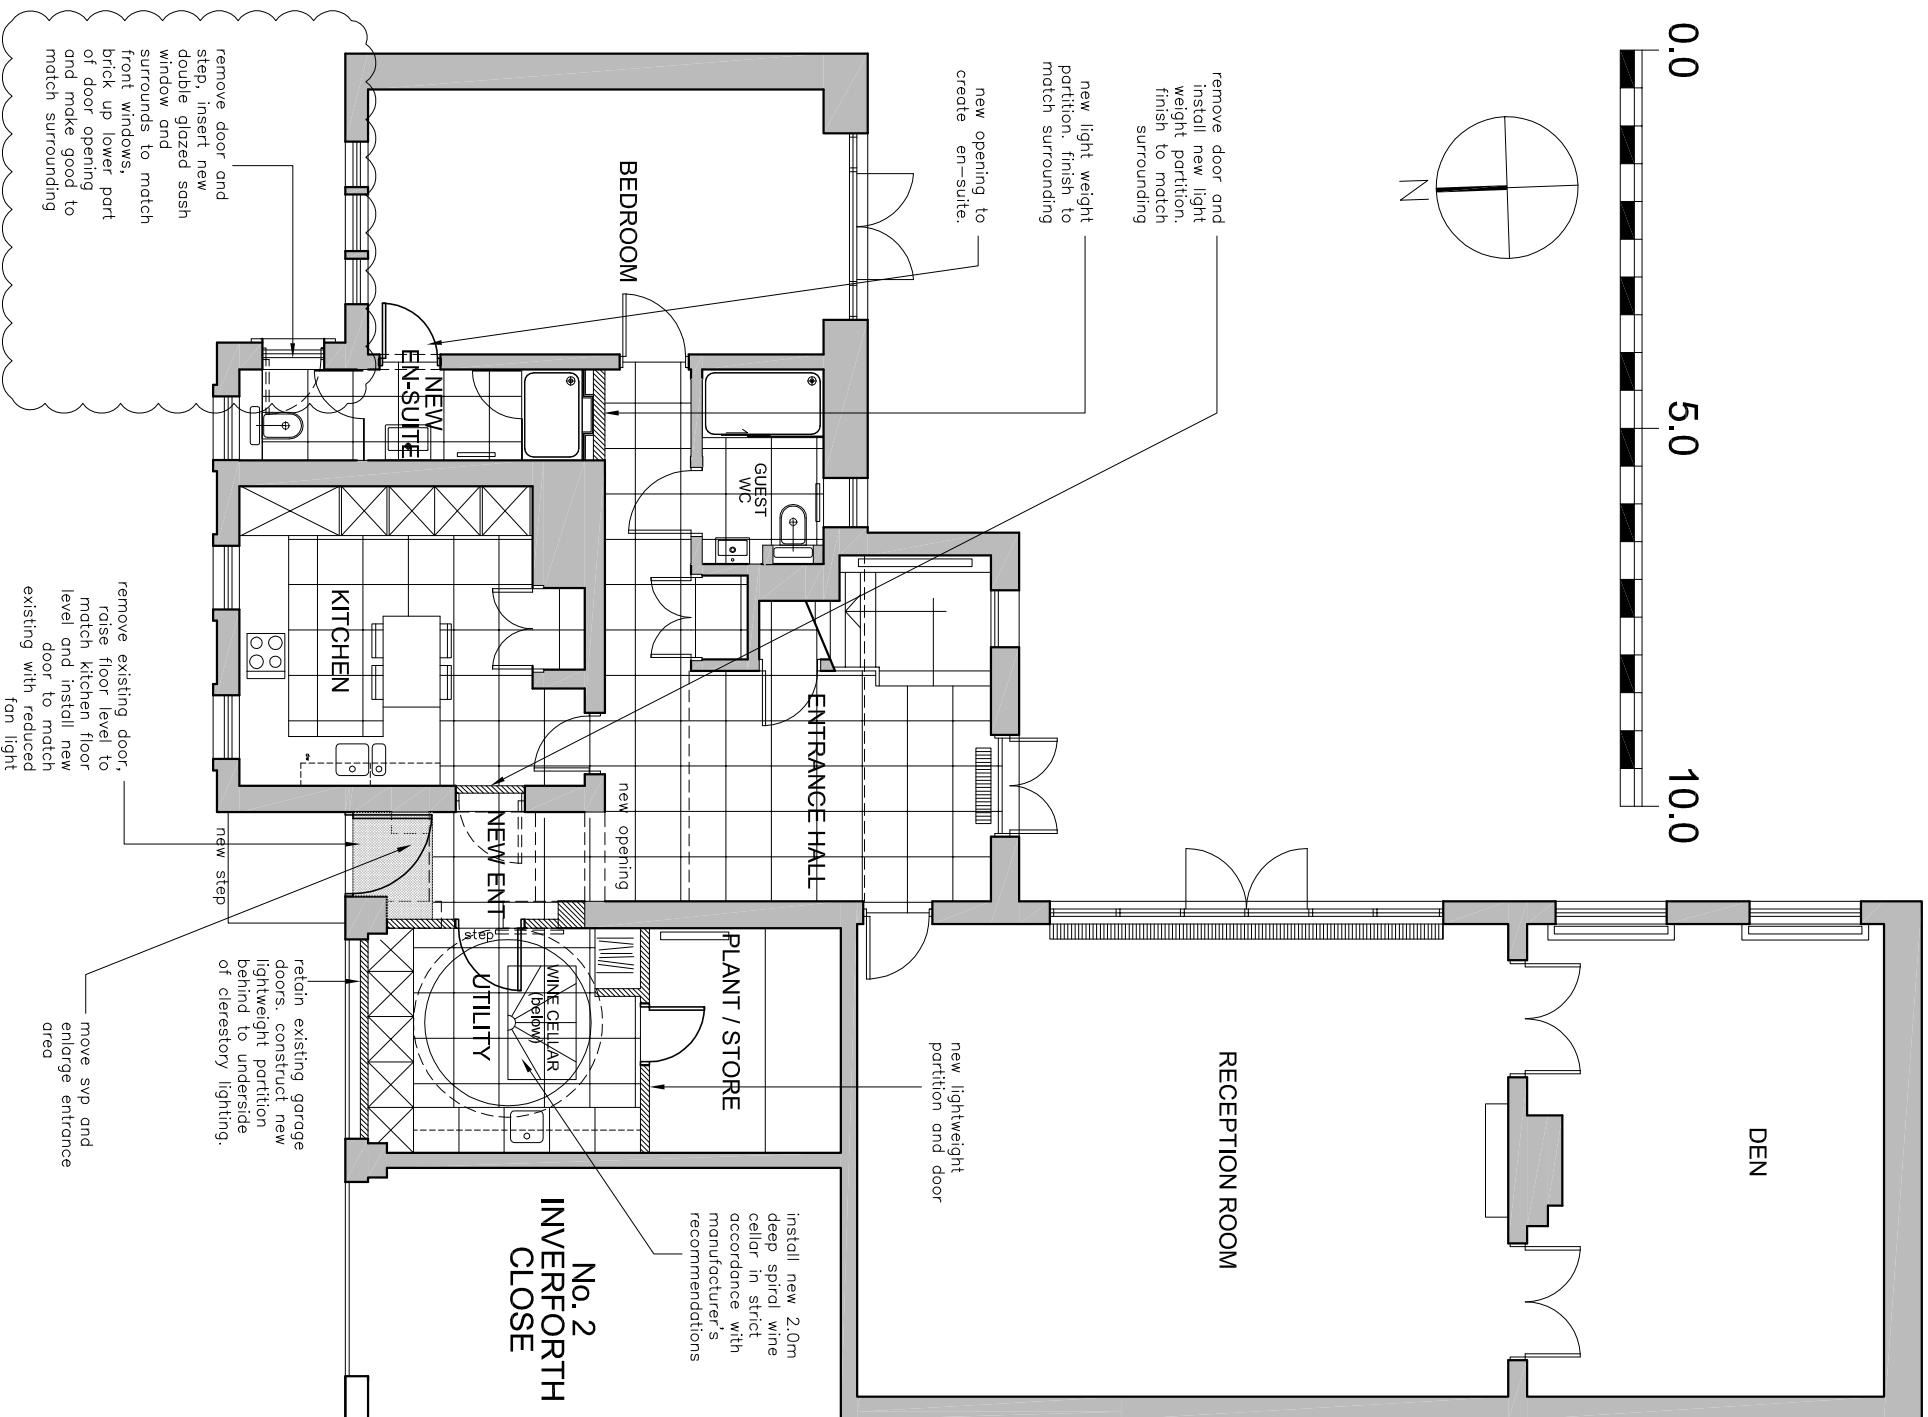 0.0
5.0
10.0
N
remove door and
install new light
weight partition.
finish to match
surrounding
new light weight
partition. finish to
match surrounding
new opening to
create en-suite.
remove door and
step, insert new
double glazed sash
window and
surrounds to match
front windows,
brick up lower part
of door opening
and make good to
match surrounding
BEDROOM
NEW
EN-SUITE
GUEST
WC
KITCHEN
ENTRANCE HALL
new opening
NEW ENT
step
new step
remove existing door,
raise floor level to
match kitchen floor
level and install new
door to match
existing with reduced
fan light
PLANT / STORE
WINE CELLAR
(below)
UTILITY
retain existing garage
doors. construct new
lightweight partition
behind to underside
of clerestory lighting.
move svp and
enlarge entrance
area
new lightweight
partition and door
install new 2.0m
deep spiral wine
cellar in strict
accordance with
manufacturer's
recommendations
No. 2
INVERFORTH
CLOSE
RECEPTION ROOM
DEN